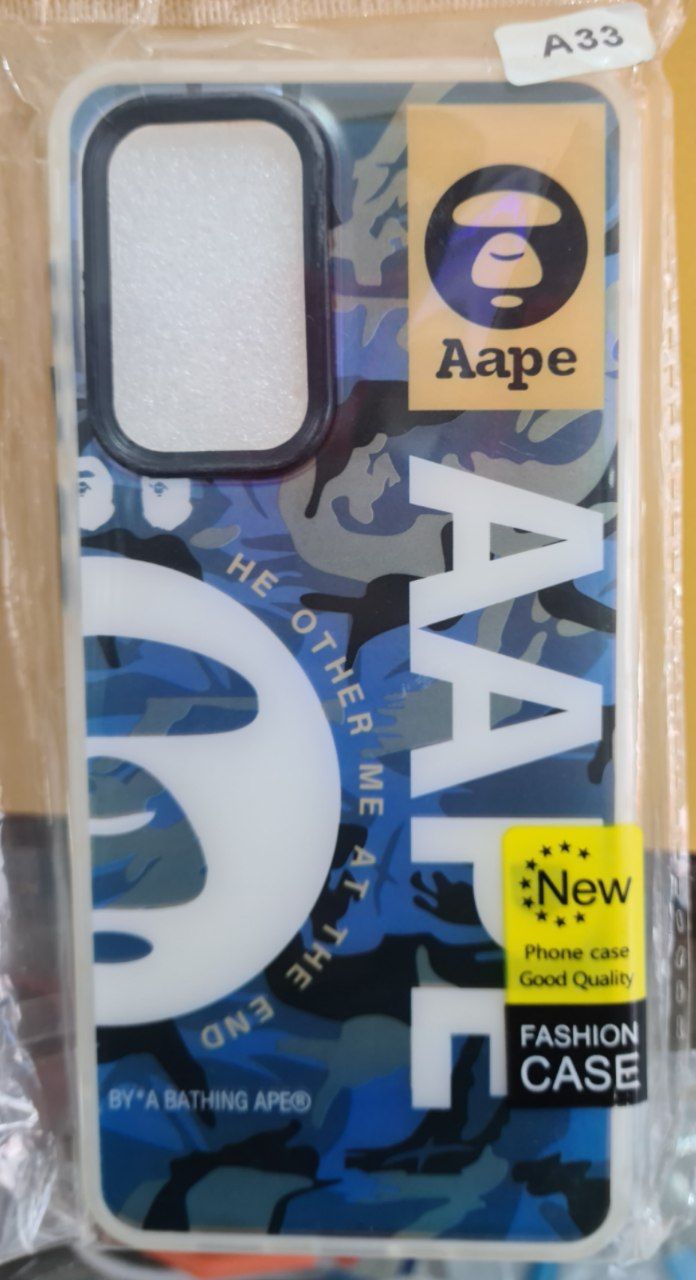 A33
Aape
AAPE
HE OTHER ME AT THE END
New
Phone case
Good Quality
FASHION
CASE
BY*A BATHING APE®